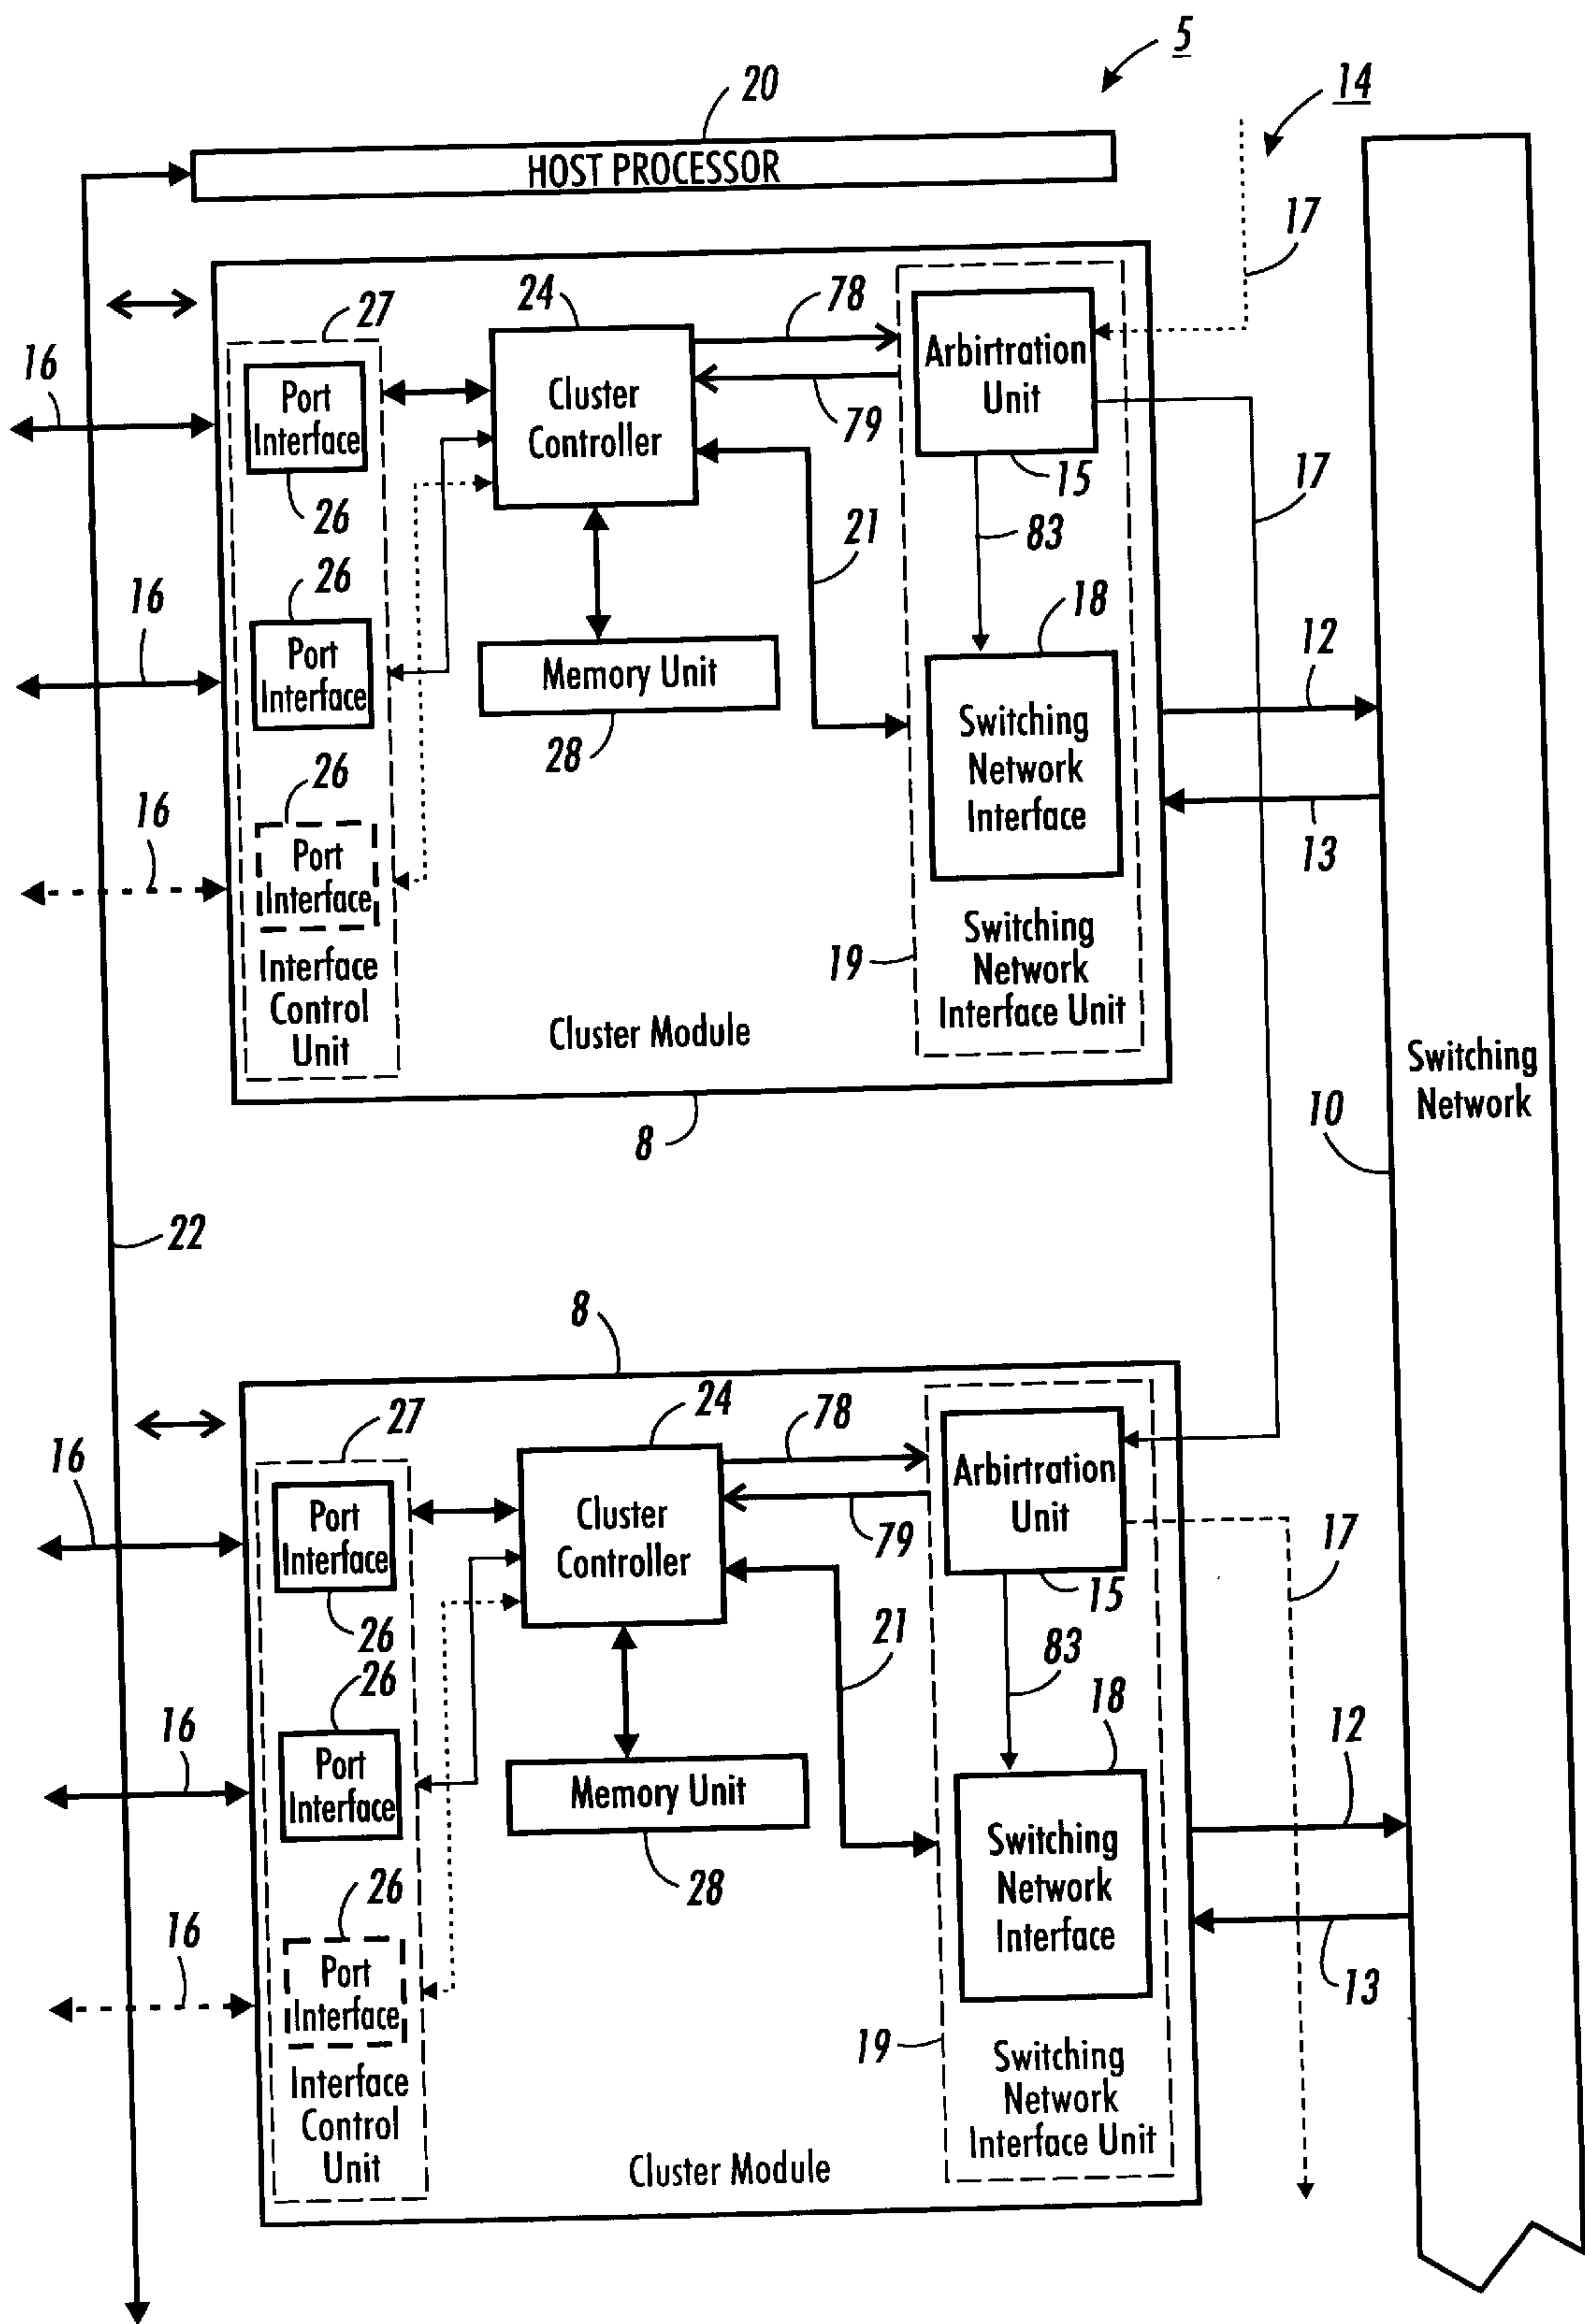 5
20
14
HOST PROCESSOR
17
27
24
78
16
Port
Interface
Cluster
Controller
Arbirtration
Unit
79
26
15
17
21
83
16
26
18
Port
Interface
Memory Unit
12
28
Switching
Network
Interface
26
16
13
Port
Interface
Interface
Control
Unit
19
Switching
Network
Interface Unit
Cluster Module
Switching
Network
10
8
22
8
27
24
78
16
Port
Interface
Cluster
Controller
Arbirtration
Unit
79
17
26
15
21
83
26
18
16
12
Port
Interface
Memory Unit
28
Switching
Network
Interface
26
16
13
Port
Interface
19
Interface
Control
Unit
Switching
Network
Interface Unit
Cluster Module